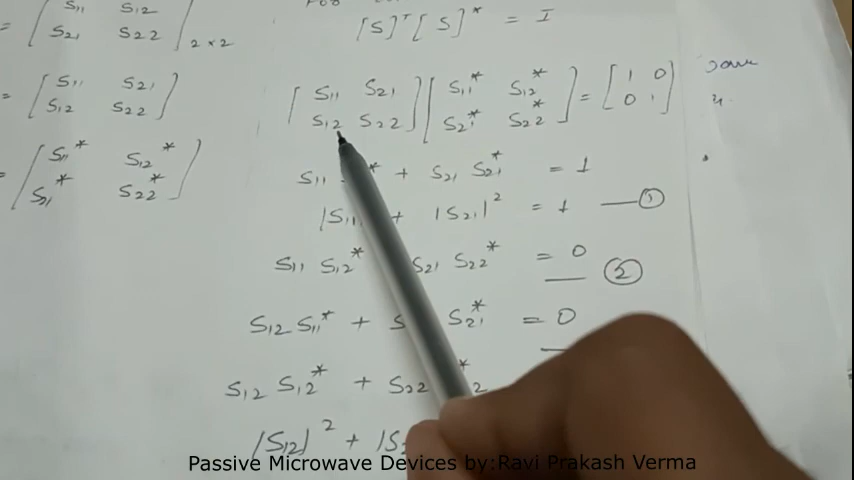 = [ S11 S12
S21 S22 ] 2×2
[S]ᵀ [S]* = I
= [ S11 S21
S12 S22 ]
[ S11 S21
S12 S22 ] [ S11* S12*
S21* S22* ] = [ 1 0
0 1 ]
= [ S11* S12*
S21* S22* ]
S11 * + S21 S21* = 1
|S11 + |S21|² = 1 — ①
S11 S12* S21 S22* = 0
— ②
S12 S11* + S S21* = 0
S12 S12* + S22 *
|S12|² + |S
Passive Microwave Devices by:Ravi Prakash Verma